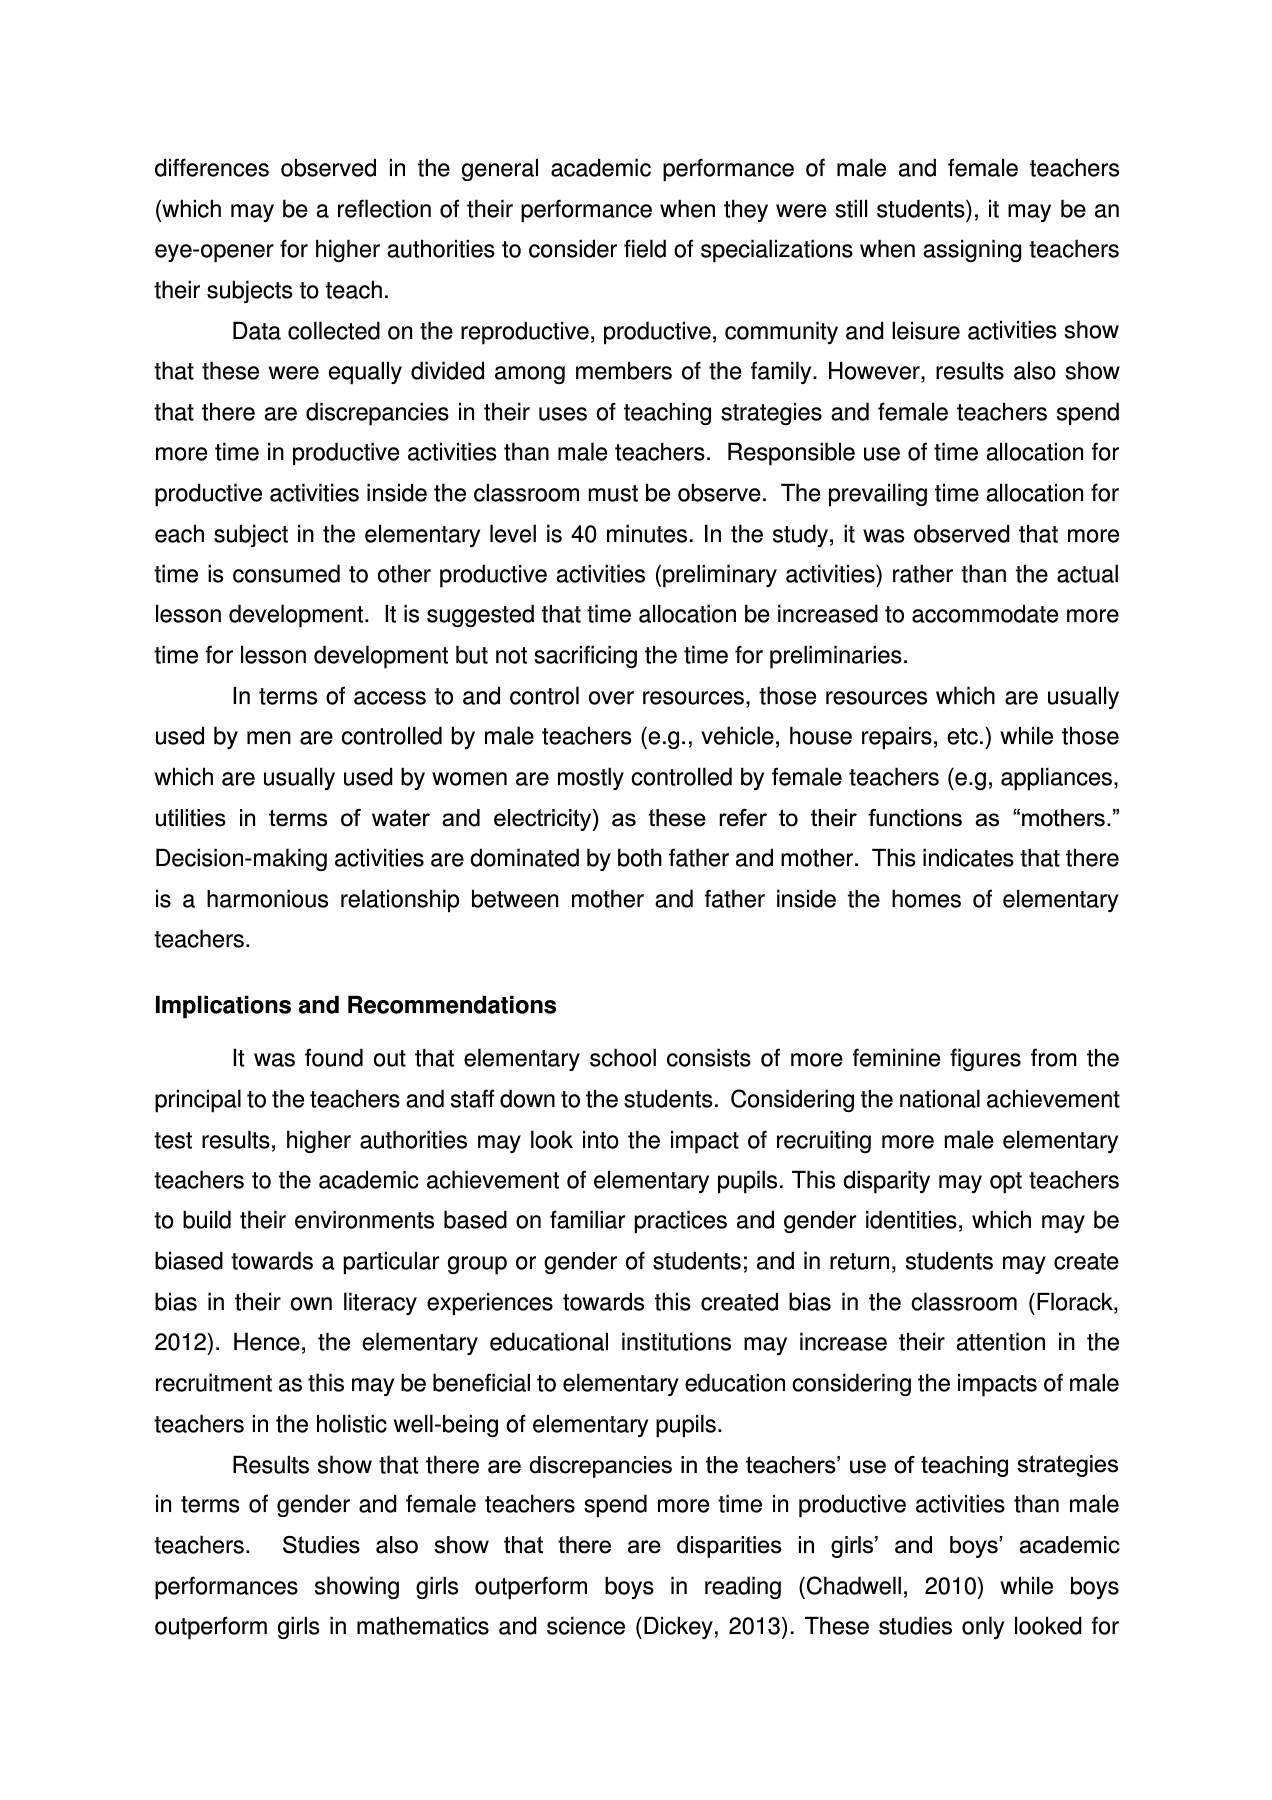 differences observed in the general academic performance of male and female teachers
(which may be a reflection of their performance when they were still students), it may be an
eye-opener for higher authorities to consider field of specializations when assigning teachers
their subjects to teach.
Data collected on the reproductive, productive, community and leisure activities show
that these were equally divided among members of the family. However, results also show
that there are discrepancies in their uses of teaching strategies and female teachers spend
more time in productive activities than male teachers.  Responsible use of time allocation for
productive activities inside the classroom must be observe.  The prevailing time allocation for
each subject in the elementary level is 40 minutes. In the study, it was observed that more
time is consumed to other productive activities (preliminary activities) rather than the actual
lesson development.  It is suggested that time allocation be increased to accommodate more
time for lesson development but not sacrificing the time for preliminaries.
In terms of access to and control over resources, those resources which are usually
used by men are controlled by male teachers (e.g., vehicle, house repairs, etc.) while those
which are usually used by women are mostly controlled by female teachers (e.g, appliances,
utilities in terms of water and electricity) as these refer to their functions as “mothers.”
Decision-making activities are dominated by both father and mother.  This indicates that there
is a harmonious relationship between mother and father inside the homes of elementary
teachers.
Implications and Recommendations
It was found out that elementary school consists of more feminine figures from the
principal to the teachers and staff down to the students.  Considering the national achievement
test results, higher authorities may look into the impact of recruiting more male elementary
teachers to the academic achievement of elementary pupils. This disparity may opt teachers
to build their environments based on familiar practices and gender identities, which may be
biased towards a particular group or gender of students; and in return, students may create
bias in their own literacy experiences towards this created bias in the classroom (Florack,
2012). Hence, the elementary educational institutions may increase their attention in the
recruitment as this may be beneficial to elementary education considering the impacts of male
teachers in the holistic well-being of elementary pupils.
Results show that there are discrepancies in the teachers’ use of teaching strategies
in terms of gender and female teachers spend more time in productive activities than male
teachers.  Studies also show that there are disparities in girls’ and boys’ academic
performances showing girls outperform boys in reading (Chadwell, 2010) while boys
outperform girls in mathematics and science (Dickey, 2013). These studies only looked for